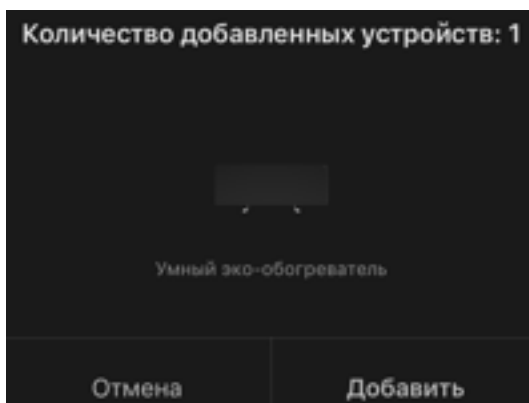 Количество добавленных устройств: 1
Умный эко-обогреватель
Отмена
Добавить